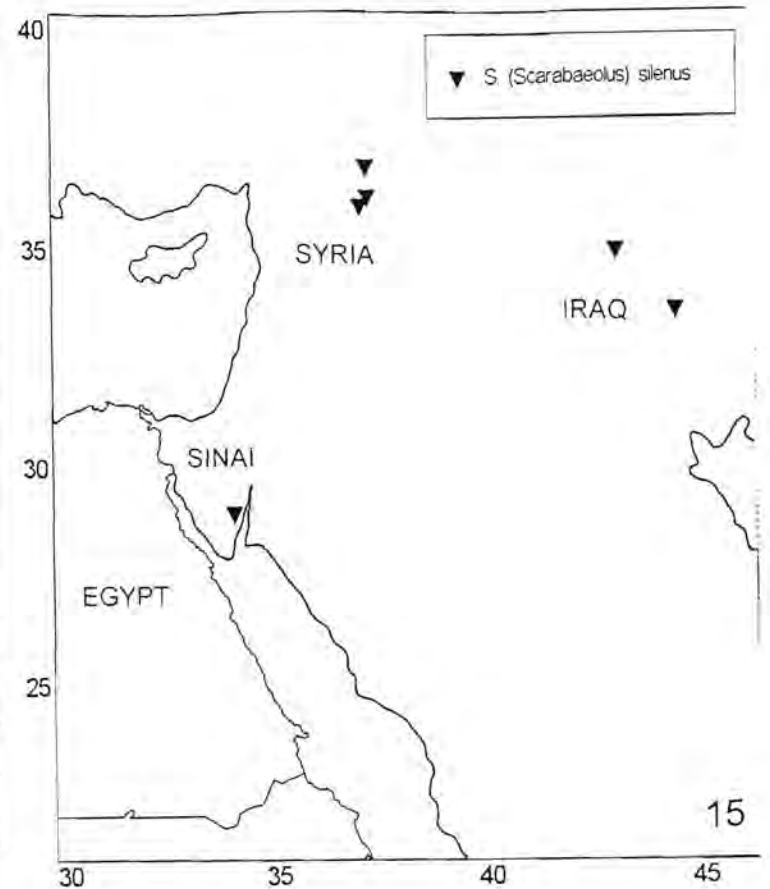 40
S. (Scarabaeolus) silenus
35
SYRIA
IRAQ
30
SINAI
EGYPT
25
15
30 35 40 45